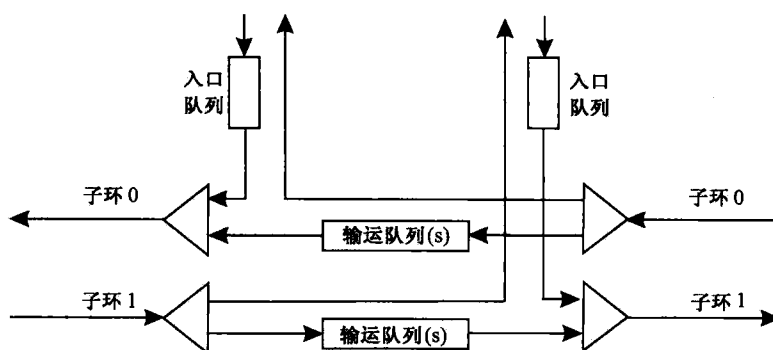 入口
队列
入口
队列
子环 0
子环 0
输运队列(s)
子环 1
子环 1
输运队列(s)